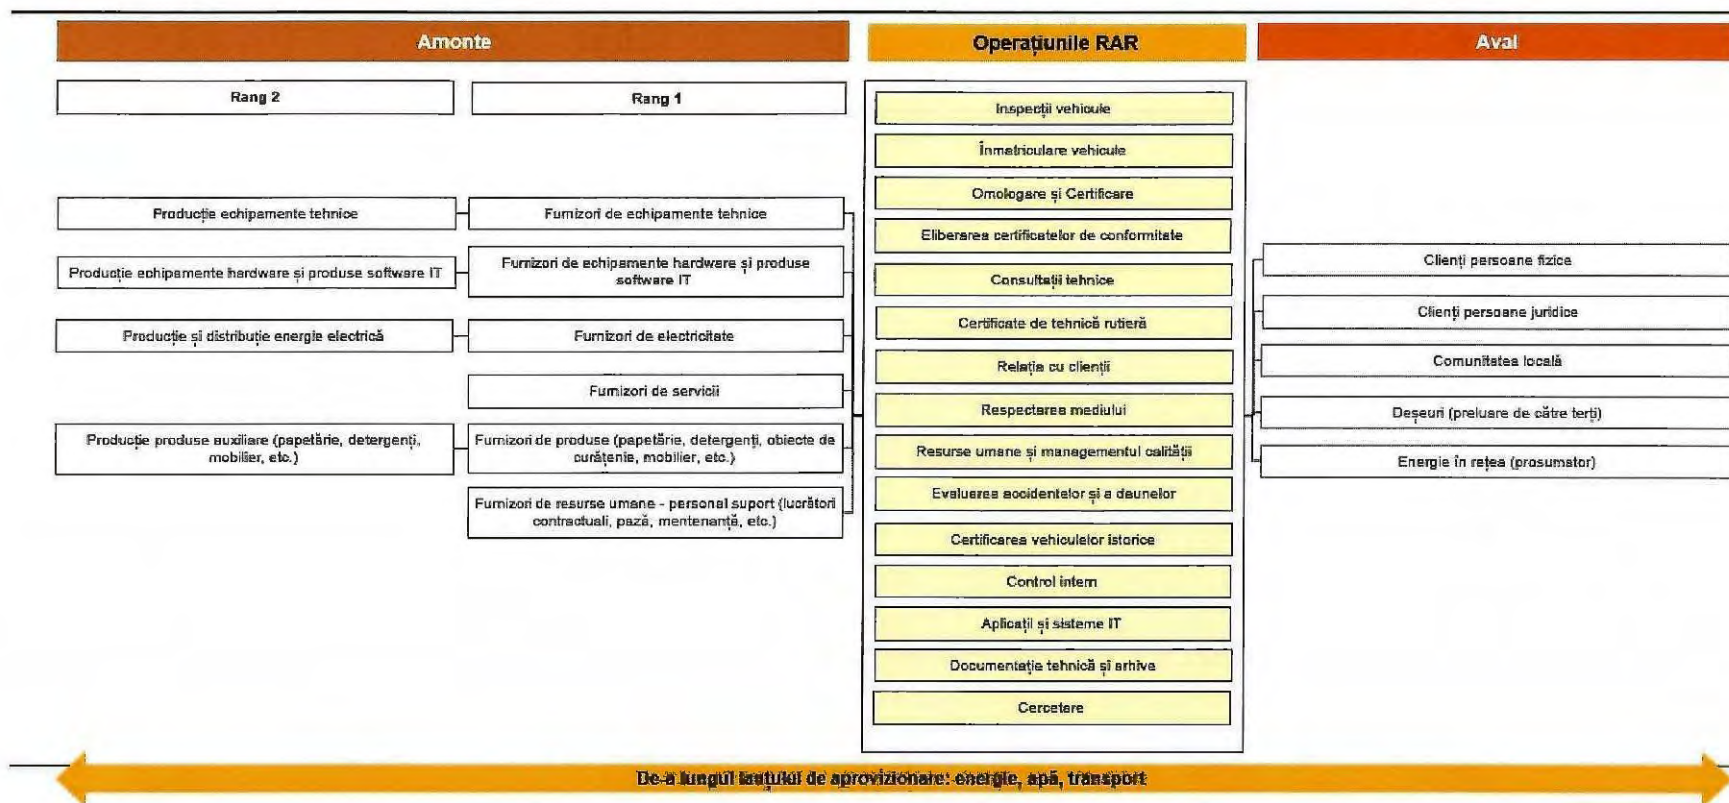 Amonte
Operațiunile RAR
Aval
Rang 2
Rang 1
Producție echipamente tehnice
Furnizori de echipamente tehnice
Producție echipamente hardware și produse software IT
Furnizori de echipamente hardware și produse
software IT
Producție și distribuție energie electrică
Furnizori de electricitate
Furnizori de servicii
Producție produse auxiliare (papetărie, detergenți,
mobilier, etc.)
Furnizori de produse (papetărie, detergenți, obiecte de
curățenie, mobilier, etc.)
Furnizori de resurse umane - personal suport (lucrători
contractuali, pază, mentenanță, etc.)
Inspecții vehicule
Înmatriculare vehicule
Omologare și Certificare
Eliberarea certificatelor de conformitate
Consultații tehnice
Certificate de tehnică rutieră
Relația cu clienții
Respectarea mediului
Resurse umane și managementul calității
Evaluarea accidentelor și a daunelor
Certificarea vehiculelor istorice
Control intern
Aplicații și sisteme IT
Documentație tehnică și arhiva
Cercetare
Clienți persoane fizice
Clienți persoane juridice
Comunitatea locală
Deșeuri (preluare de către terți)
Energie în rețea (prosumator)
De-a lungul lanțului de aprovizionare: energie, apă, transport